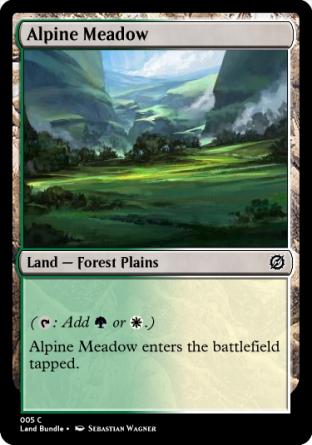 Alpine Meadow
Land — Forest Plains
(: Add or .)
Alpine Meadow enters the battlefield
tapped.
005 C
Land Bundle • Sebastian Wagner